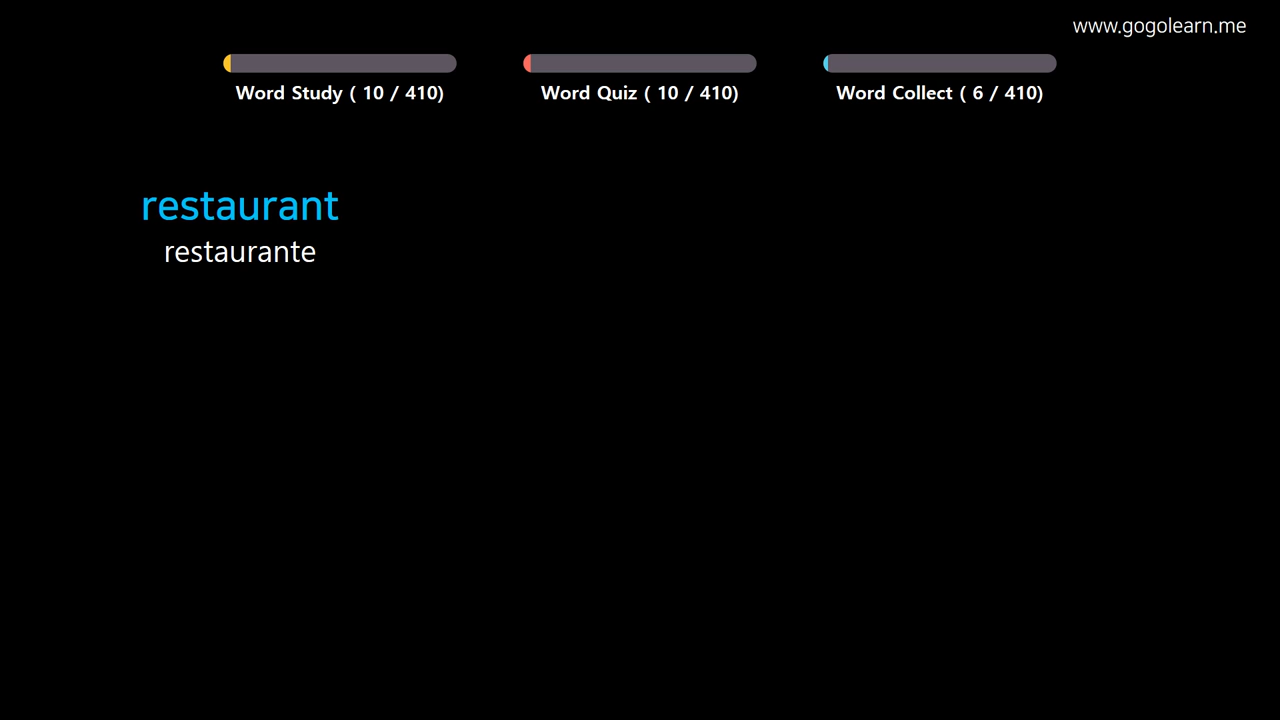 www.gogolearn.me
Word Study ( 10 / 410)
Word Quiz ( 10 / 410)
Word Collect ( 6 / 410)
restaurant
restaurante